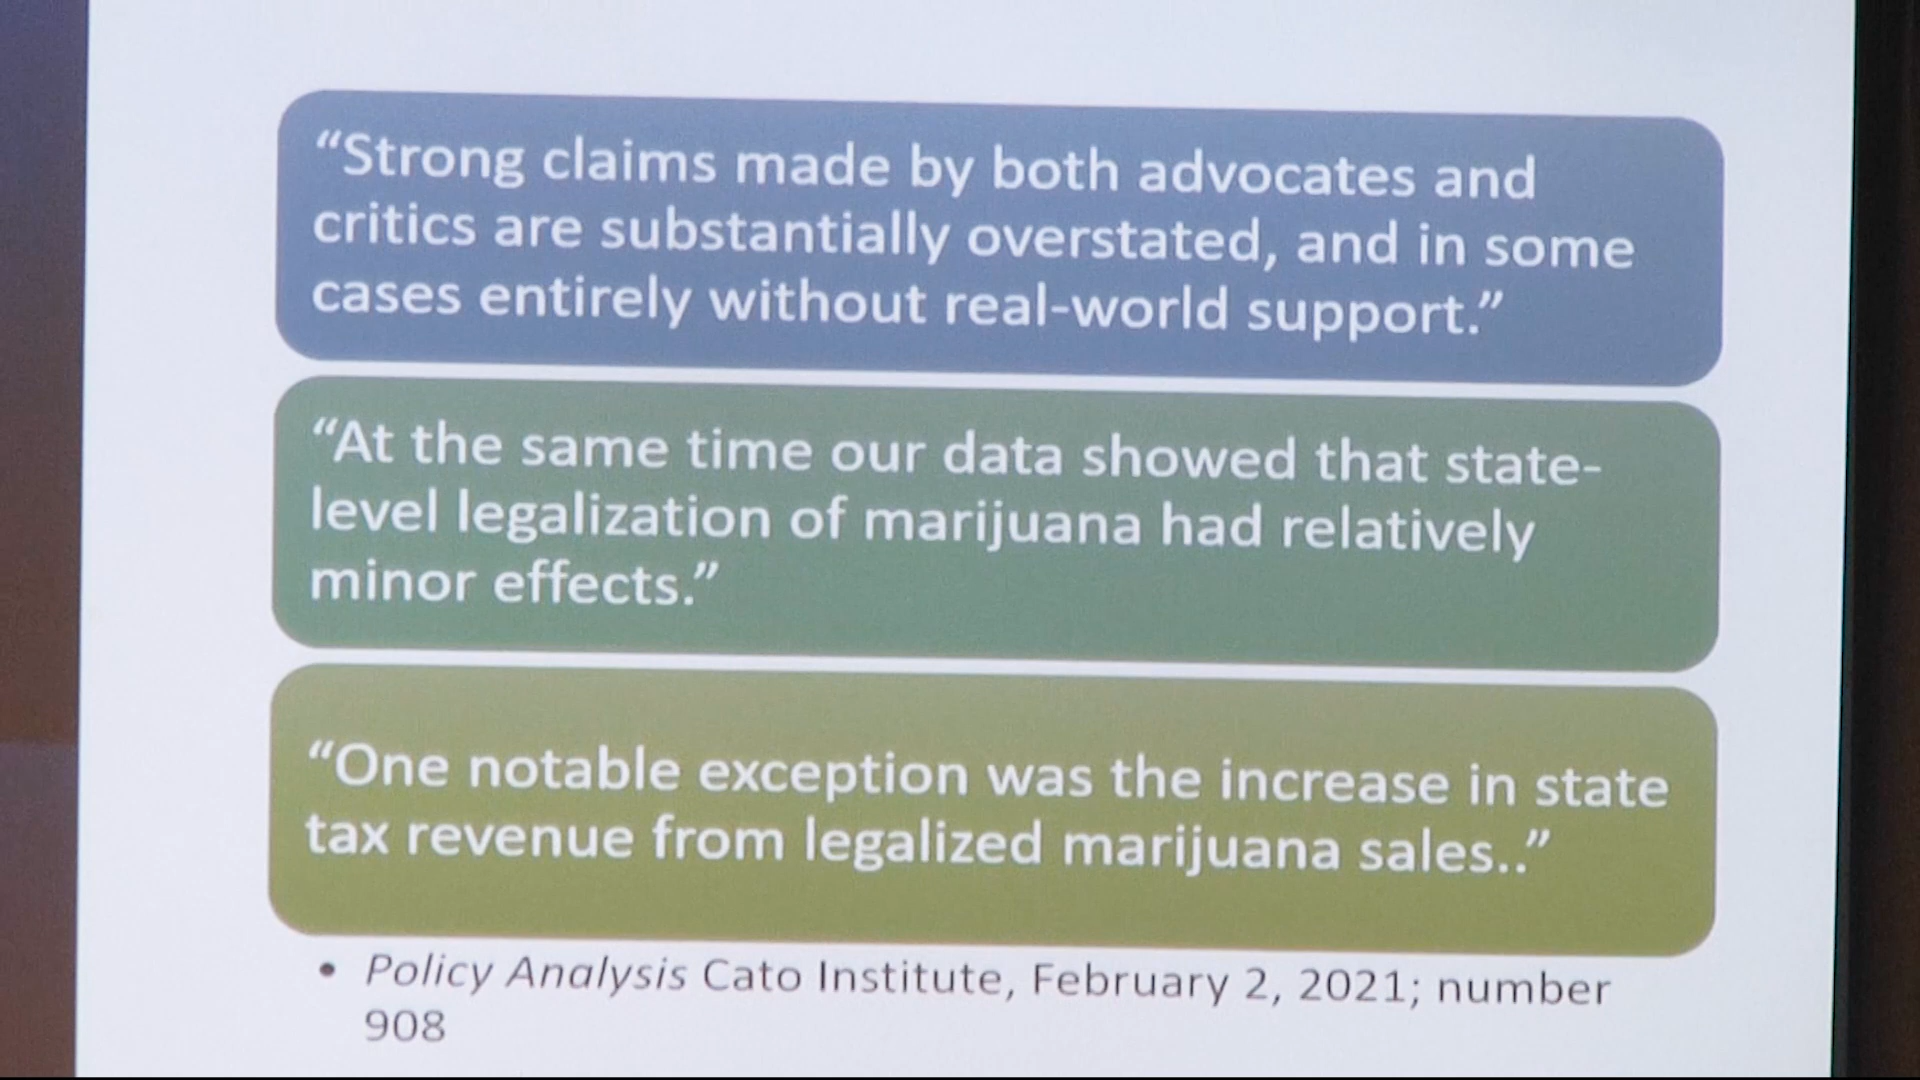 “Strong claims made by both advocates and
critics are substantially overstated, and in some
cases entirely without real-world support.”
“At the same time our data showed that state-
level legalization of marijuana had relatively
minor effects.”
“One notable exception was the increase in state
tax revenue from legalized marijuana sales..”
• Policy Analysis Cato Institute, February 2, 2021; number
908